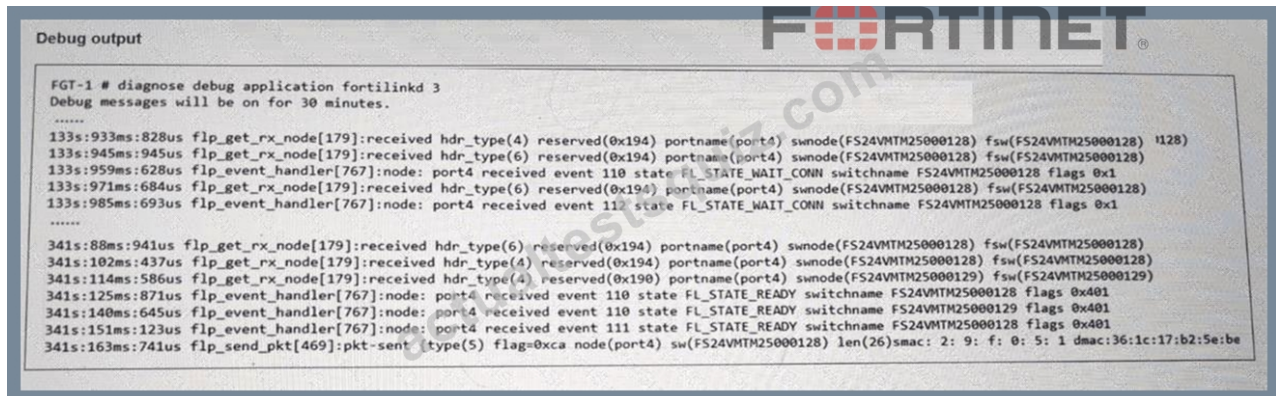 FORTINET®
Debug output
FGT-1 # diagnose debug application fortilinkd 3
Debug messages will be on for 30 minutes.
......
133s:933ms:828us flp_get_rx_node[179]:received hdr_type(4) reserved(0x194) portname(port4) swnode(FS24VMTM25000128) fsw(FS24VMTM25000128) 1128)
133s:945ms:945us flp_get_rx_node[179]:received hdr_type(6) reserved(0x194) portname(port4) swnode(FS24VMTM25000128) fsw(FS24VMTM25000128)
133s:959ms:628us flp_event_handler[767]:node: port4 received event 110 state FL_STATE_WAIT_CONN switchname FS24VMTM25000128 flags 0x1
133s:971ms:684us flp_get_rx_node[179]:received hdr_type(6) reserved(0x194) portname(port4) swnode(FS24VMTM25000128) fsw(FS24VMTM25000128)
133s:985ms:693us flp_event_handler[767]:node: port4 received event 112 state FL_STATE_WAIT_CONN switchname FS24VMTM25000128 flags 0x1
......
341s:88ms:941us flp_get_rx_node[179]:received hdr_type(6) reserved(0x194) portname(port4) swnode(FS24VMTM25000128) fsw(FS24VMTM25000128)
341s:102ms:437us flp_get_rx_node[179]:received hdr_type(4) reserved(0x194) portname(port4) swnode(FS24VMTM25000128) fsw(FS24VMTM25000128)
341s:114ms:586us flp_get_rx_node[179]:received hdr_type(4) reserved(0x190) portname(port4) swnode(FS24VMTM25000129) fsw(FS24VMTM25000129)
341s:125ms:871us flp_event_handler[767]:node: port4 received event 110 state FL_STATE_READY switchname FS24VMTM25000128 flags 0x401
341s:140ms:645us flp_event_handler[767]:node: port4 received event 110 state FL_STATE_READY switchname FS24VMTM25000129 flags 0x401
341s:151ms:123us flp_event_handler[767]:node: port4 received event 111 state FL_STATE_READY switchname FS24VMTM25000128 flags 0x401
341s:163ms:741us flp_send_pkt[469]:pkt-sent {type(5) flag=0xca node(port4) sw(FS24VMTM25000128) len(26)smac: 2: 9: f: 0: 5: 1 dmac:36:1c:17:b2:5e:be
actualtestsquiz.com